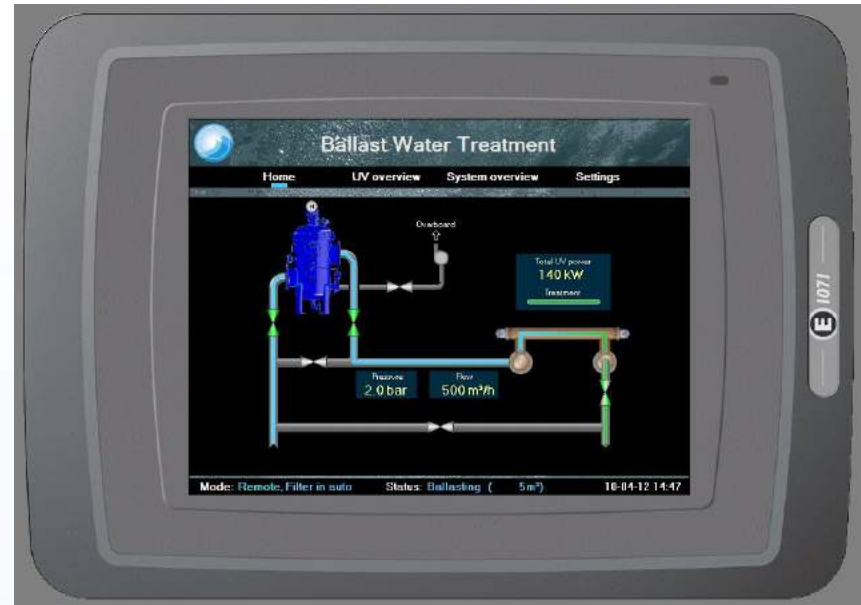 Ballast Water Treatment
Home UV overview System overview Settings
Overboard
Total UV power
140 kW
Treatment
Pressure Flow
2.0 bar 500 m³/h
Mode: Remote, Filter in auto Status: Ballasting ( 5m³) 10-04-12 14:47
E 1071